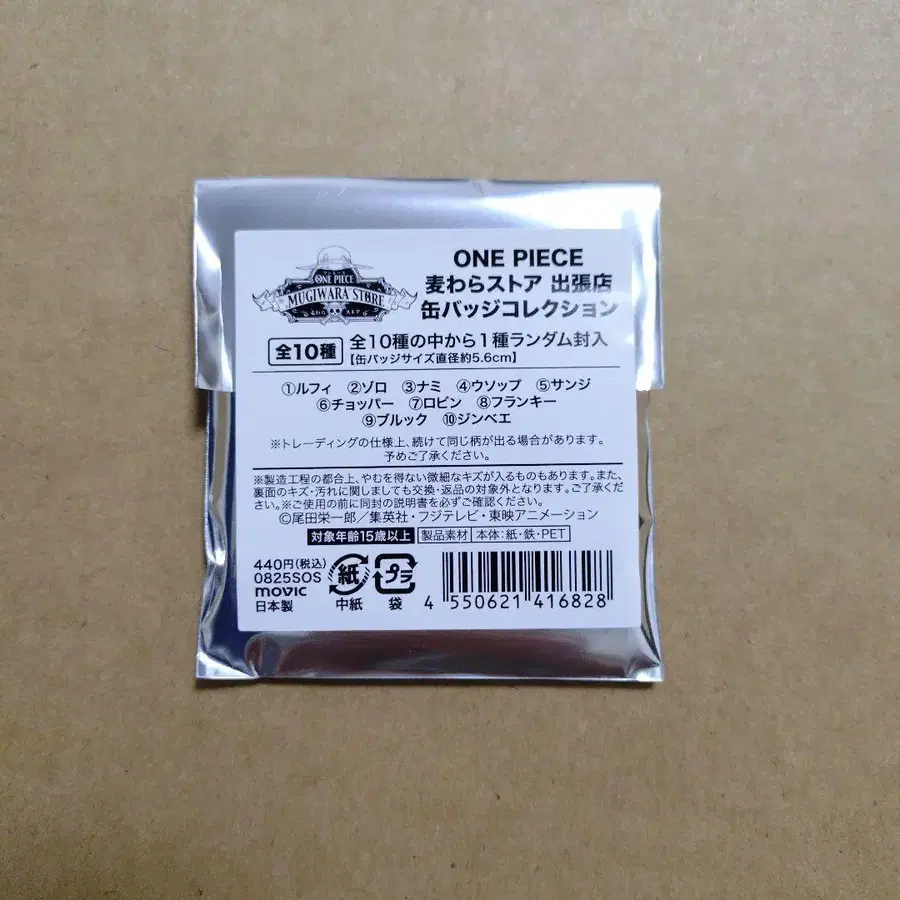 ONE PIECE
麦わらストア 出張店
缶バッジコレクション
ONE PIECE
MUGIWARA STORE
麦わら ストア
全10種
全10種の中から1種ランダム封入
【缶バッジサイズ直径約5.6cm】
①ルフィ ②ゾロ ③ナミ ④ウソップ ⑤サンジ
⑥チョッパー ⑦ロビン ⑧フランキー
⑨ブルック ⑩ジンベエ
※トレーディングの仕様上、続けて同じ柄が出る場合があります。
予めご了承ください。
※製造工程の都合上、やむを得ない微細なキズが入るものもあります。また、
裏面のキズ・汚れに関しましても交換・返品の対象外となります。ご了承くださ
い。※ご使用の前に同封の説明書を必ずご確認ください。
©尾田栄一郎／集英社・フジテレビ・東映アニメーション
対象年齢15歳以上 製品素材 本体:紙・鉄・PET
440円(税込)
0825SOS
movic
日本製
紙
中紙
プラ
袋
4 550621 416828